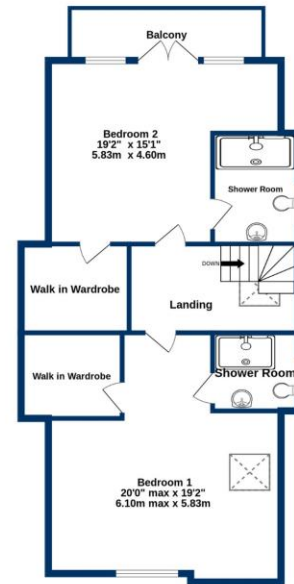 Balcony
Bedroom 2
19'2" x 15'1"
5.83m x 4.60m
Shower Room
DOWN
Walk in Wardrobe
Landing
Walk in Wardrobe
Shower Room
Bedroom 1
20'0" max x 19'2"
6.10m max x 5.83m